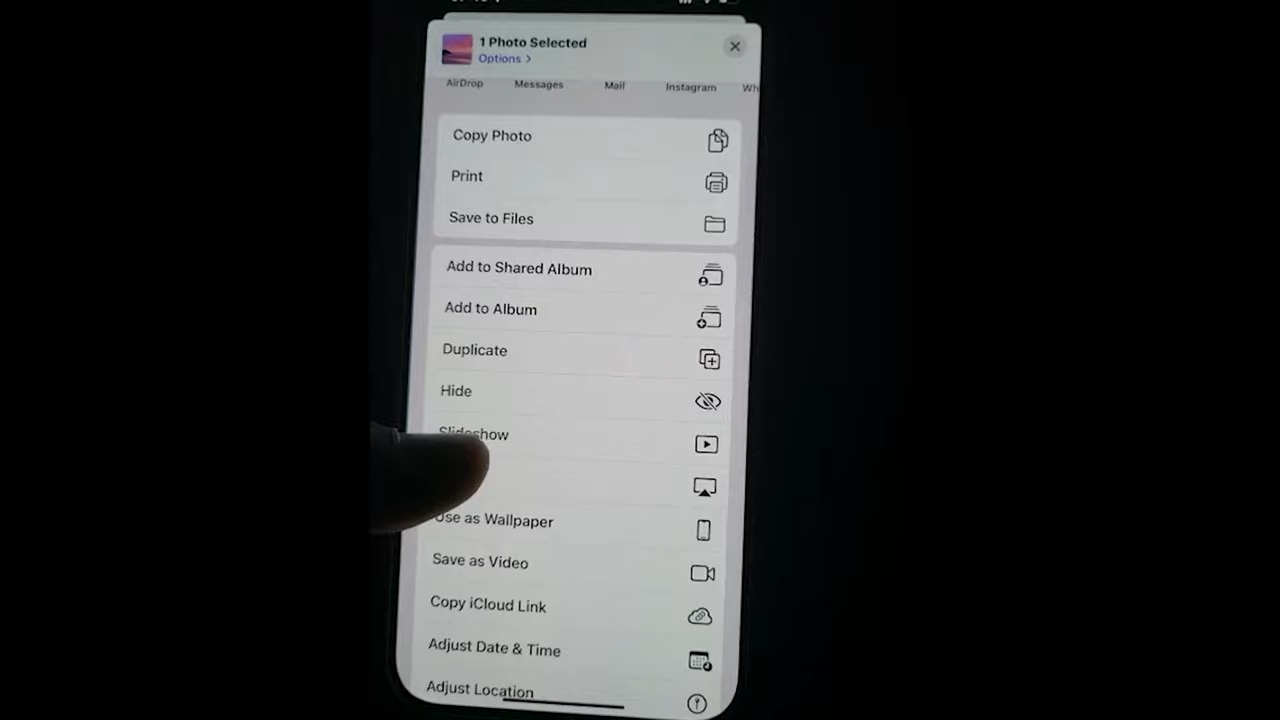 1 Photo Selected
Options >
AirDrop Messages Mail Instagram Wh
Copy Photo
Print
Save to Files
Add to Shared Album
Add to Album
Duplicate
Hide
Slideshow
Use as Wallpaper
Save as Video
Copy iCloud Link
Adjust Date & Time
Adjust Location